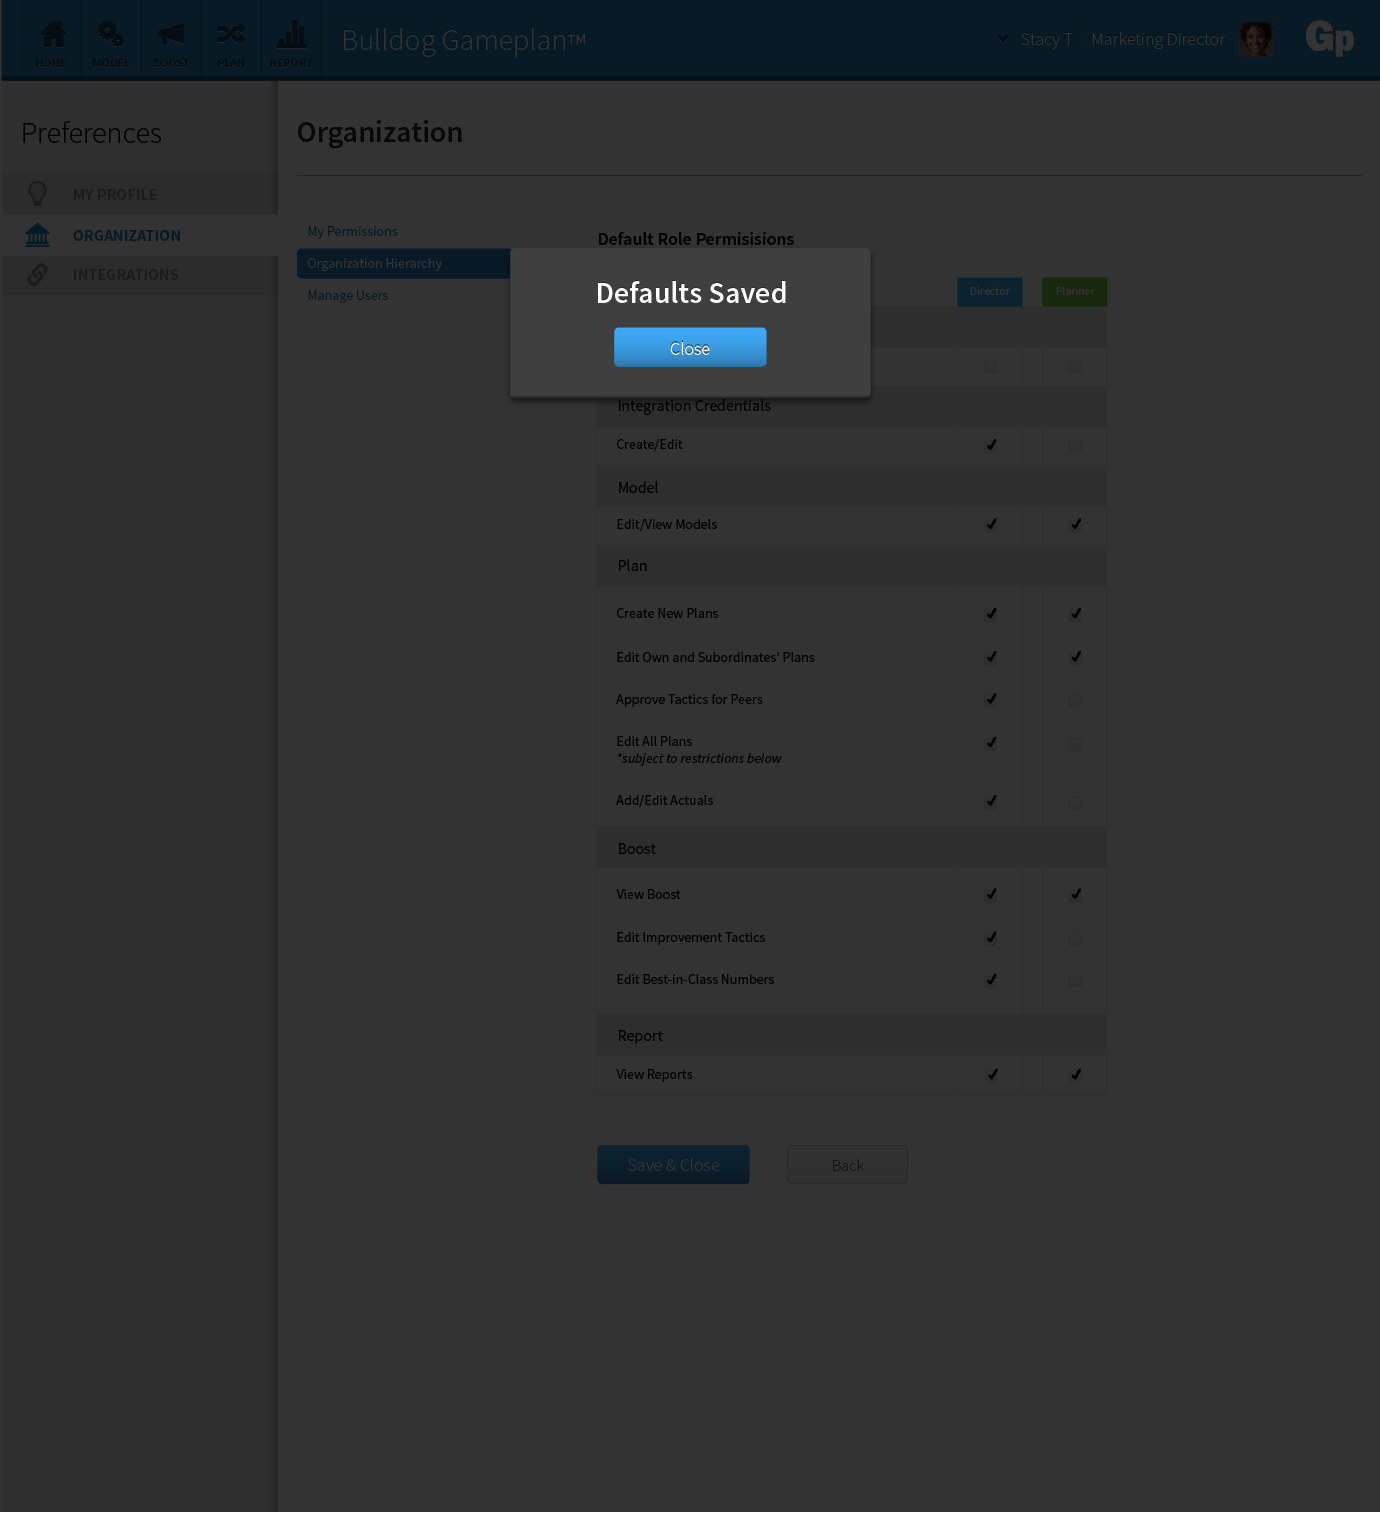 HOME MODEL BOOST PLAN REPORT
Bulldog Gameplan™
Stacy T | Marketing Director
Gp
Preferences
MY PROFILE
ORGANIZATION
INTEGRATIONS
Organization
My Permissions
Organization Hierarchy
Manage Users
Default Role Permisisions
Defaults Saved
Close
Director Planner
Integration Credentials
Create/Edit
Model
Edit/View Models
Plan
Create New Plans
Edit Own and Subordinates' Plans
Approve Tactics for Peers
Edit All Plans
*subject to restrictions below
Add/Edit Actuals
Boost
View Boost
Edit Improvement Tactics
Edit Best-in-Class Numbers
Report
View Reports
Save & Close Back